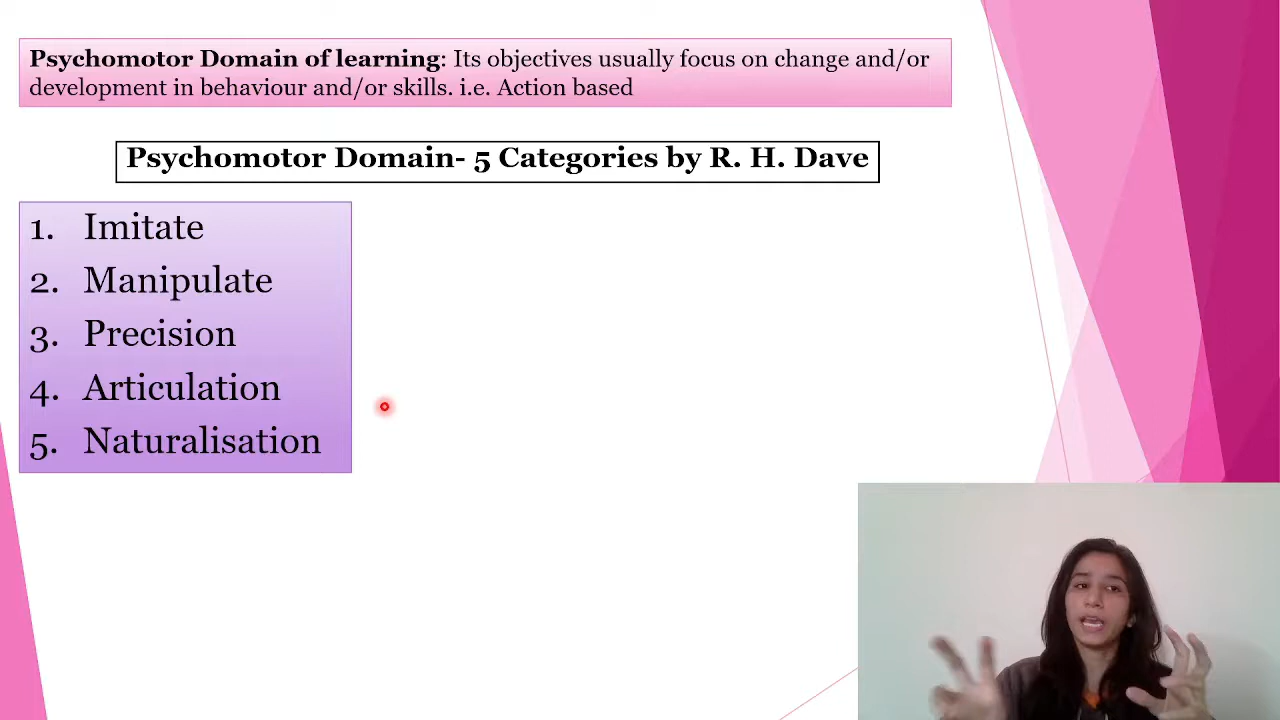 Psychomotor Domain of learning: Its objectives usually focus on change and/or
development in behaviour and/or skills. i.e. Action based
Psychomotor Domain- 5 Categories by R. H. Dave
1. Imitate
2. Manipulate
3. Precision
4. Articulation
5. Naturalisation